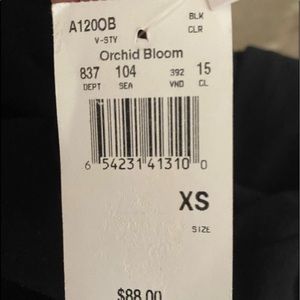 A120OB BLK
V-STY CLR
Orchid Bloom
837 104 392 15
DEPT SEA VND CL
6 54231 41310 0
XS
SIZE
$88.00